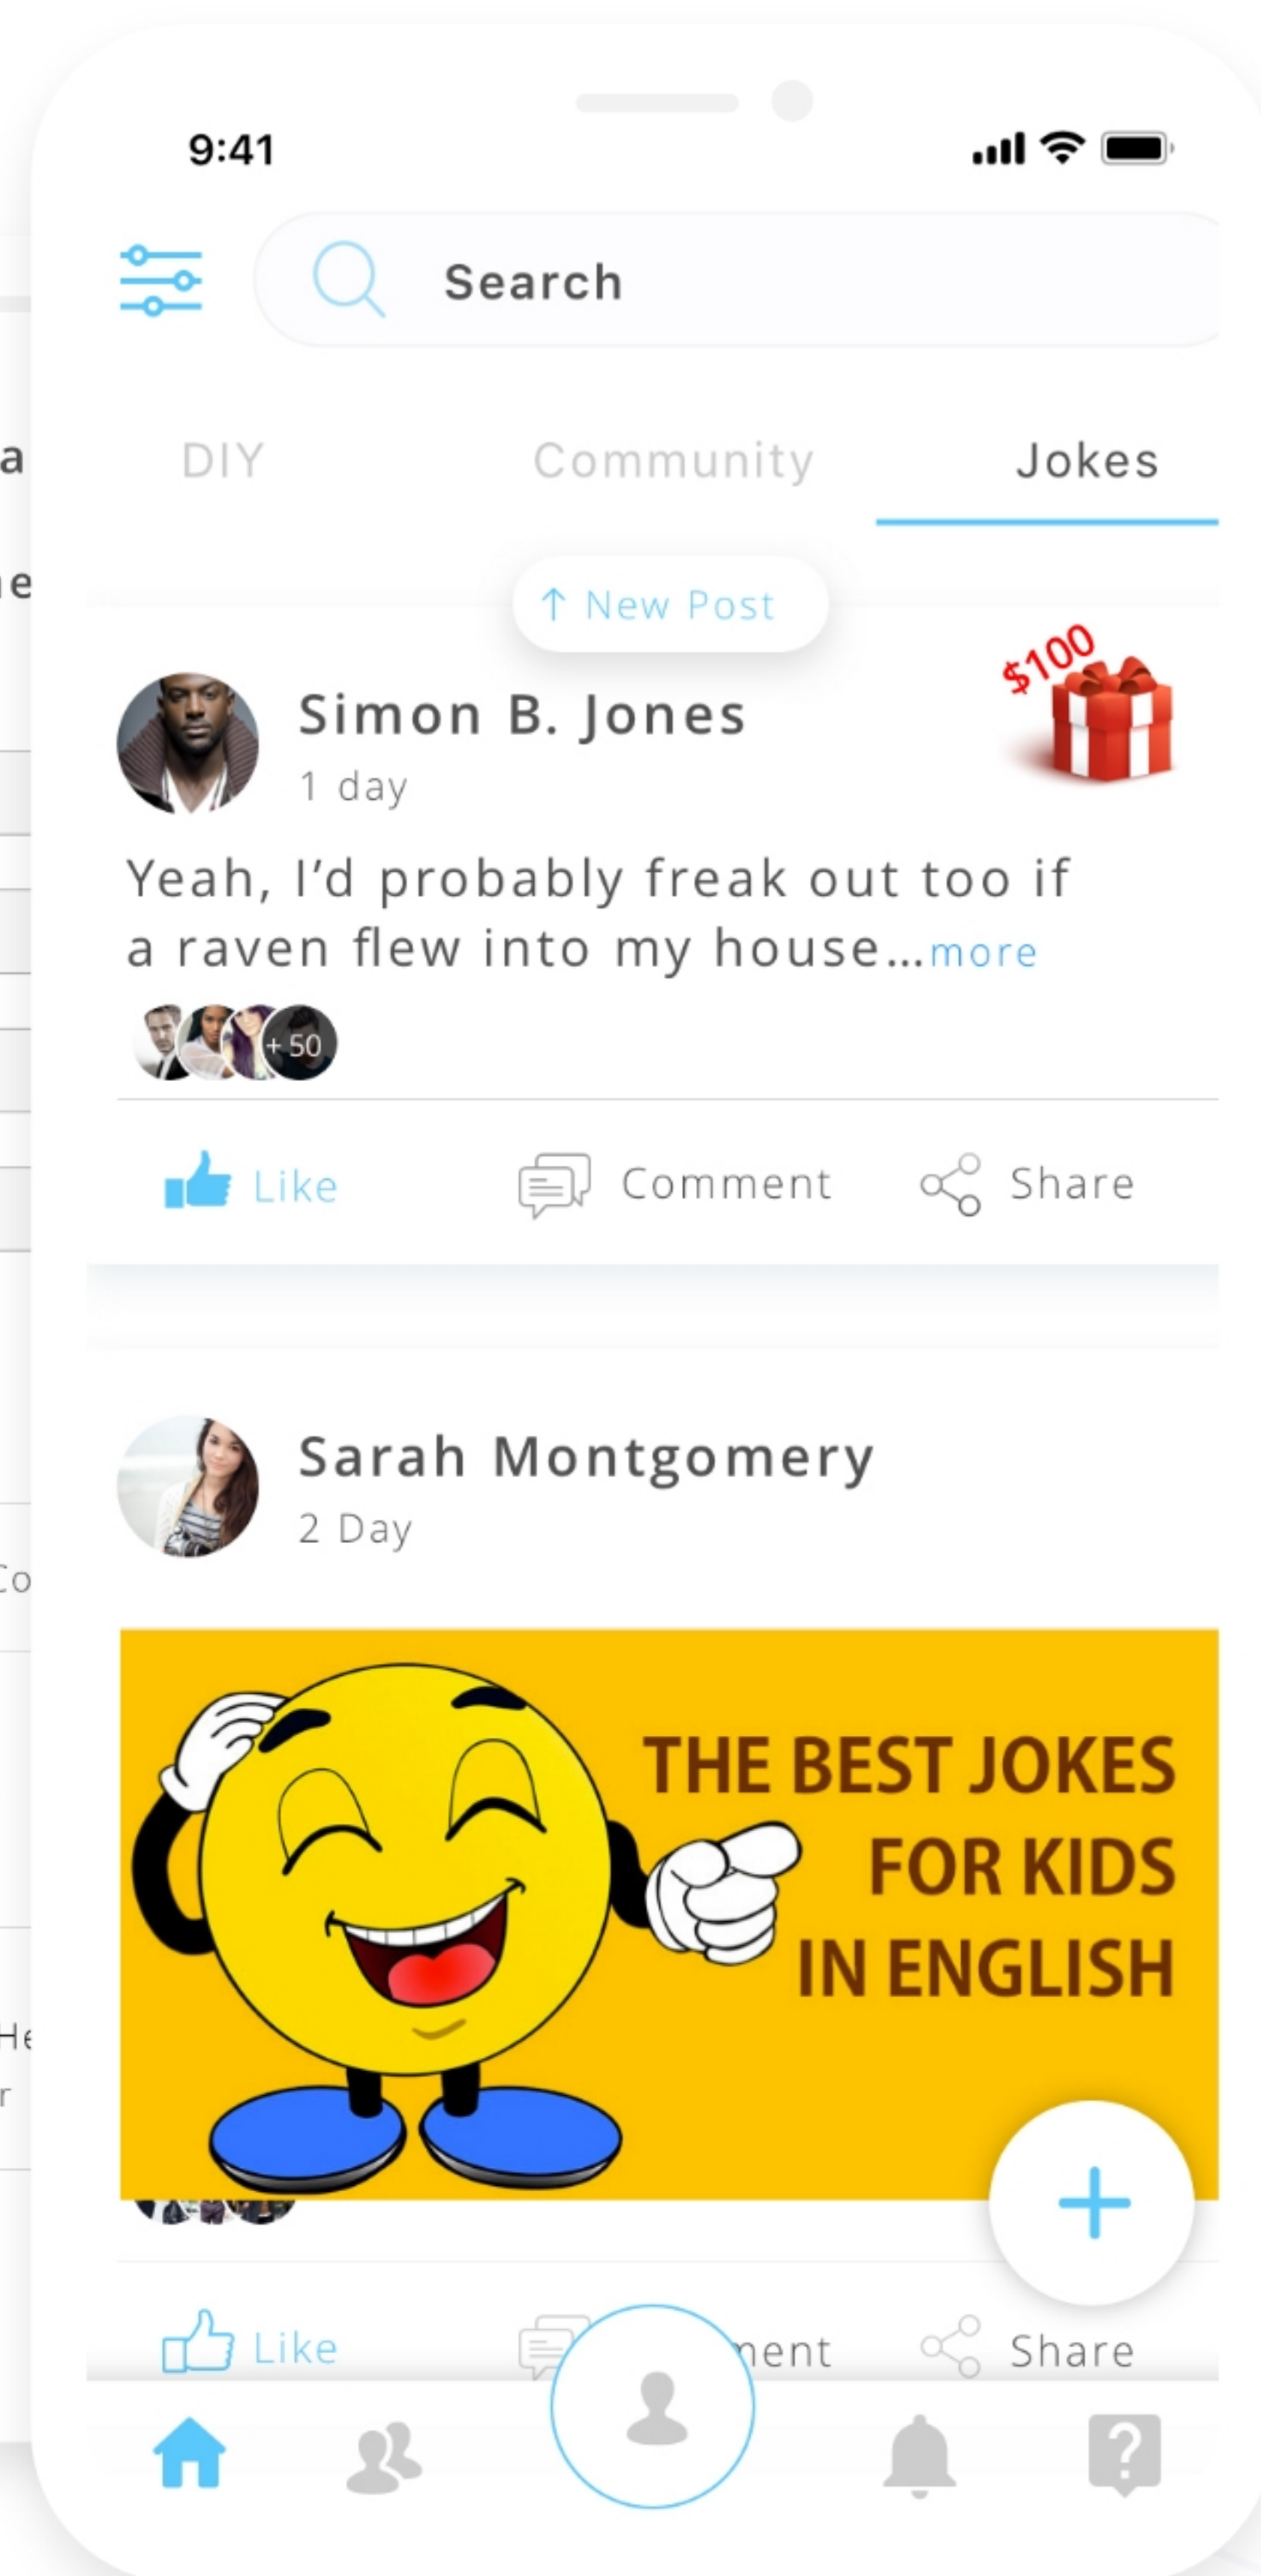 9:41
Search
DIY
Community
Jokes
↑ New Post
$100
Simon B. Jones
1 day
Yeah, I’d probably freak out too if
a raven flew into my house...more
+ 50
Like
Comment
Share
Sarah Montgomery
2 Day
THE BEST JOKES
FOR KIDS
IN ENGLISH
Like
Share